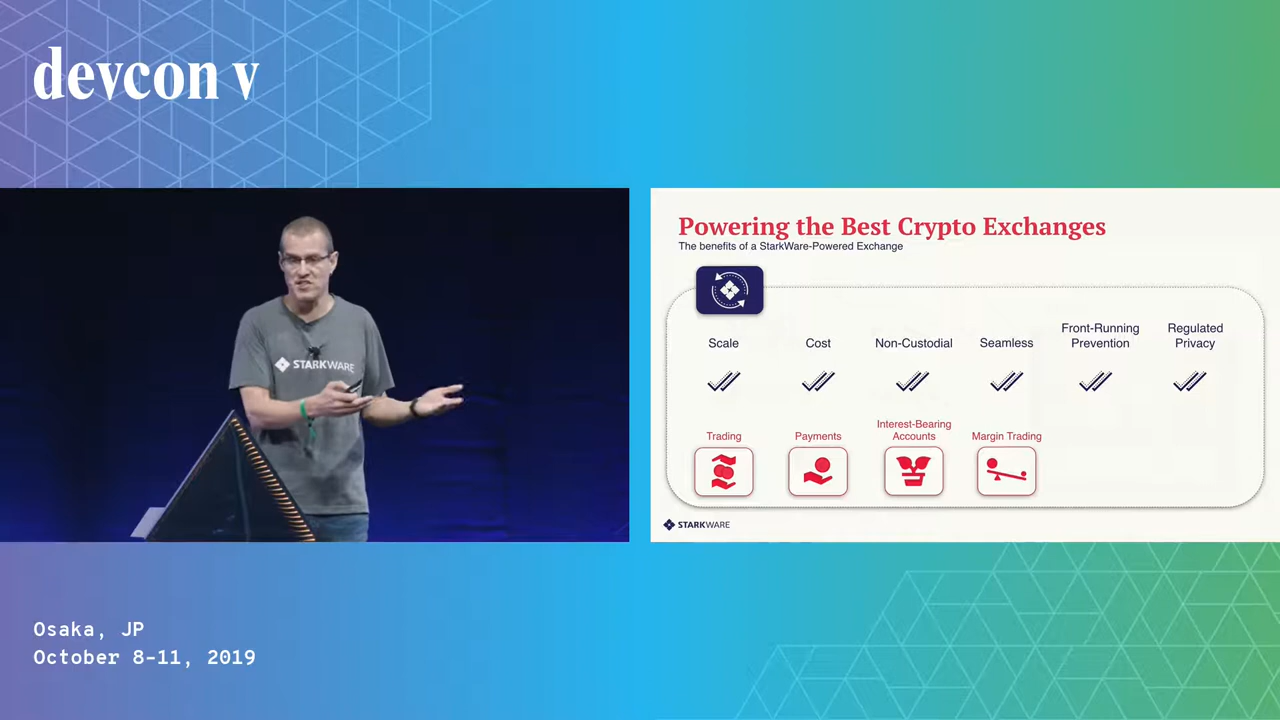 devcon v
STARKWARE
Powering the Best Crypto Exchanges
The benefits of a StarkWare-Powered Exchange
Scale
Cost
Non-Custodial
Seamless
Front-Running
Prevention
Regulated
Privacy
Trading
Payments
Interest-Bearing
Accounts
Margin Trading
STARKWARE
Osaka, JP
October 8-11, 2019